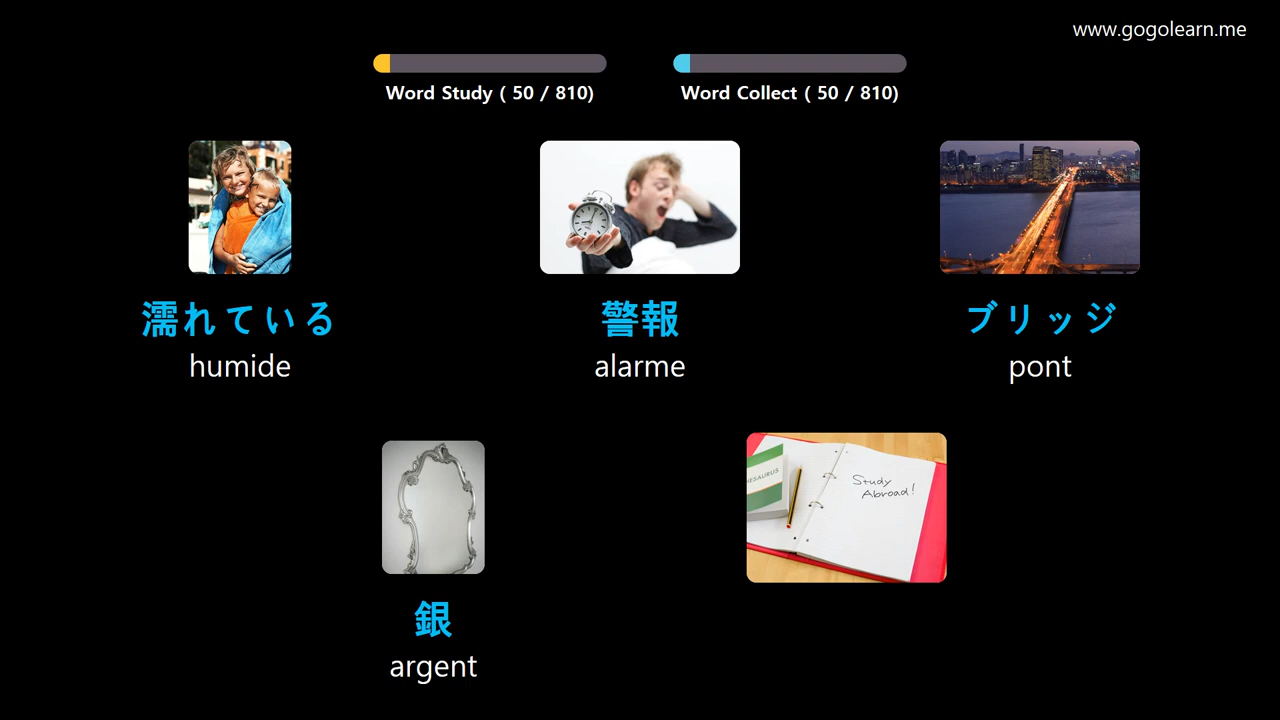 www.gogolearn.me
Word Study ( 50 / 810)
Word Collect ( 50 / 810)
濡れている
humide
警報
alarme
ブリッジ
pont
銀
argent
HESAURUS
Study
Abroad!